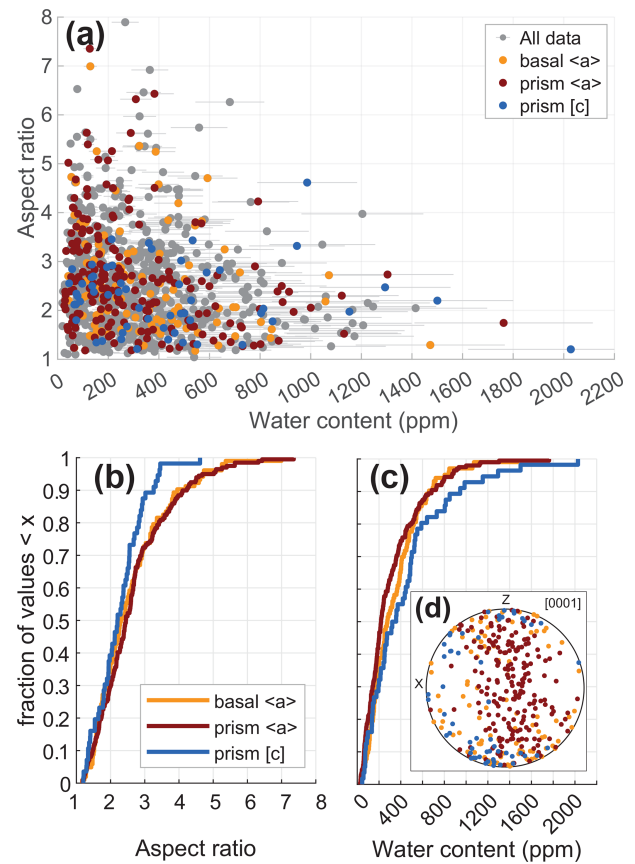 (a)
All data
basal <a>
prism <a>
prism [c]
8
7
6
5
4
3
2
1
Aspect ratio
0 200 400 600 800 1000 1200 1400 1600 1800 2000 2200
Water content (ppm)
(b)
1
0.9
0.8
0.7
0.6
0.5
0.4
0.3
0.2
0.1
0
fraction of values < x
basal <a>
prism <a>
prism [c]
1 2 3 4 5 6 7 8
Aspect ratio
(c)
(d)
Z
[0001]
X
0 400 800 1200 1600 2000
Water content (ppm)